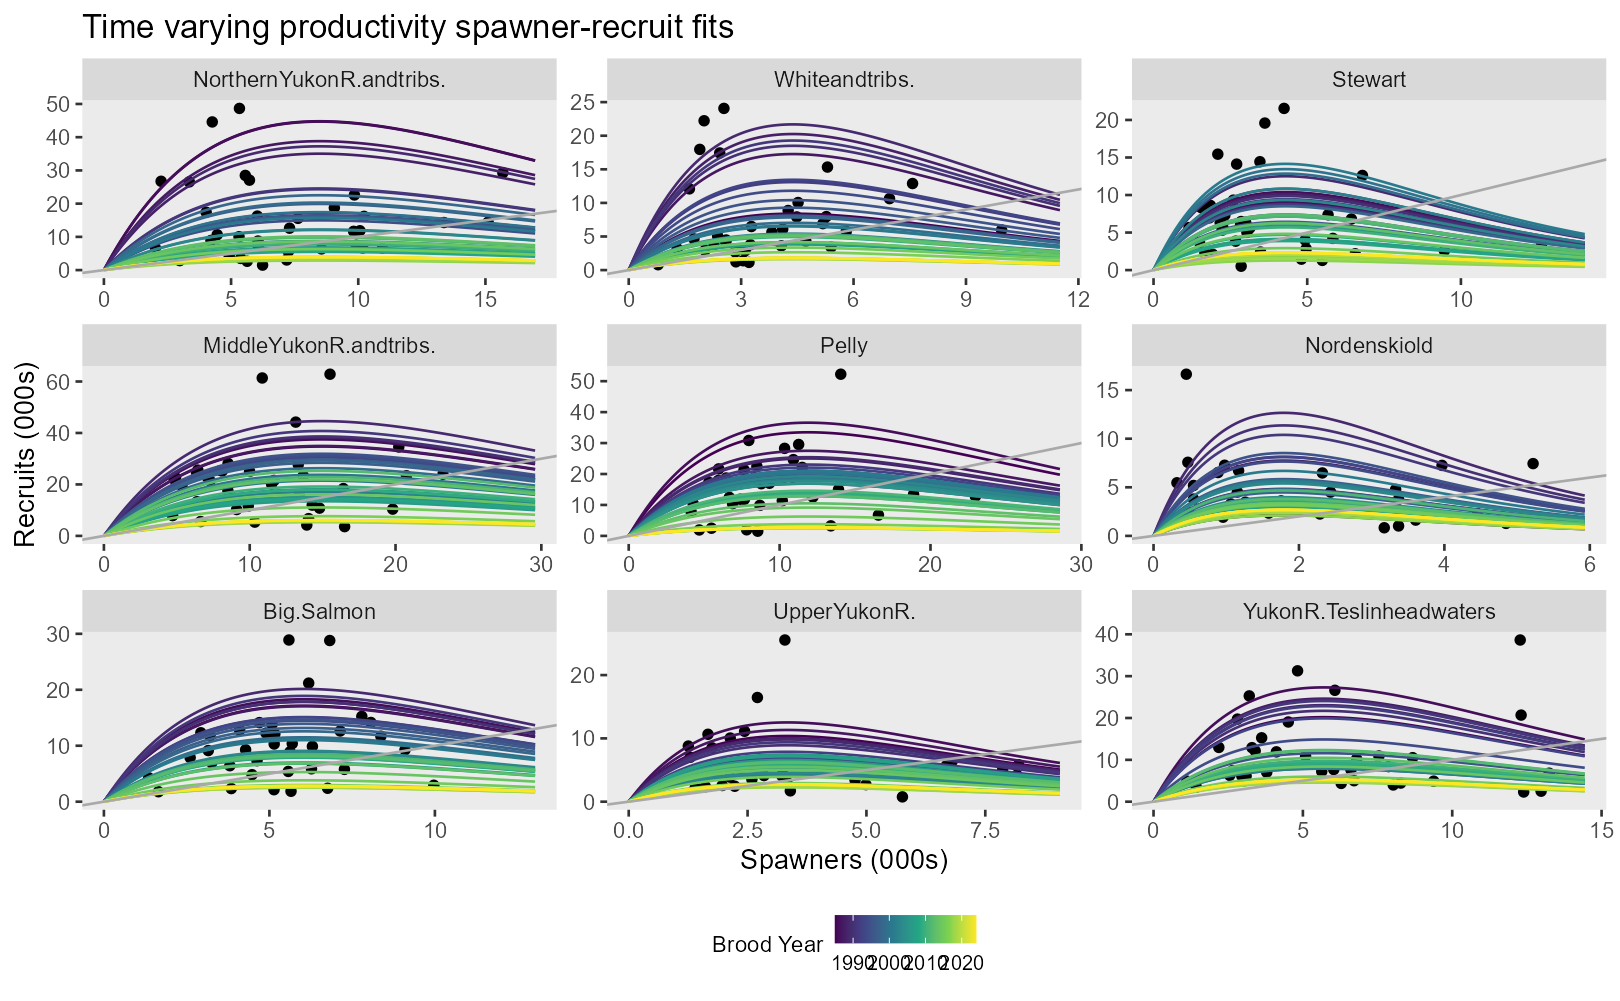 Time varying productivity spawner-recruit fits
NorthernYukonR.andtribs.
Whiteandtribs.
Stewart
50
40
30
20
10
0
0 5 10 15
25
20
15
10
5
0
0 3 6 9 12
20
15
10
5
0
0 5 10
MiddleYukonR.andtribs.
Pelly
Nordenskiold
Recruits (000s)
60
40
20
0
0 10 20 30
50
40
30
20
10
0
0 10 20 30
15
10
5
0
0 2 4 6
Big.Salmon
UpperYukonR.
YukonR.Teslinheadwaters
30
20
10
0
0 5 10
20
10
0
0.0 2.5 5.0 7.5
40
30
20
10
0
0 5 10 15
Spawners (000s)
Brood Year
1990 2000 2010 2020